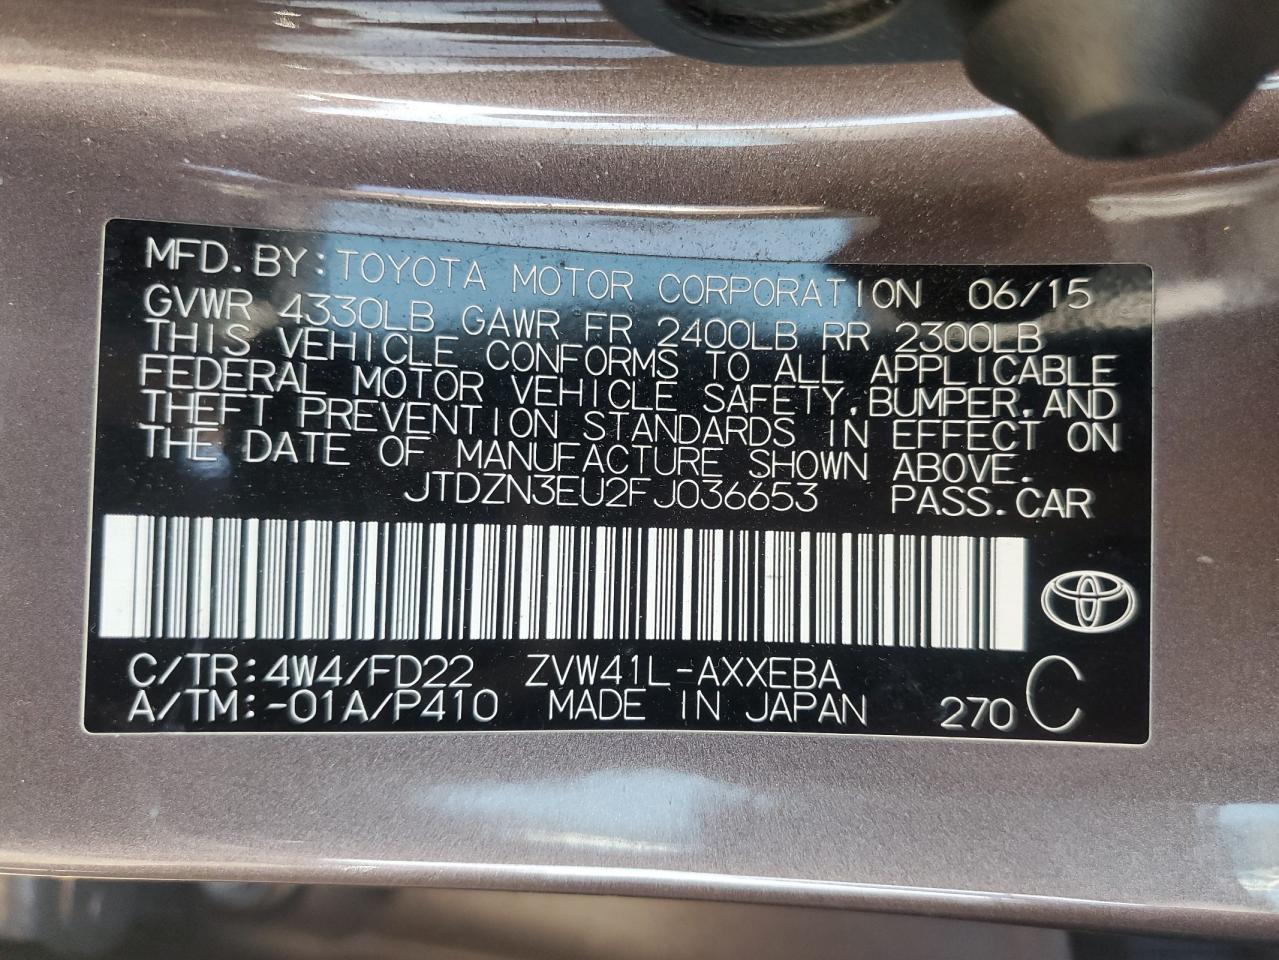 MFD. BY: TOYOTA MOTOR CORPORATION 06/15
GVWR 4330LB GAWR FR 2400LB RR 2300LB
THIS VEHICLE CONFORMS TO ALL APPLICABLE
FEDERAL MOTOR VEHICLE SAFETY, BUMPER, AND
THEFT PREVENTION STANDARDS IN EFFECT ON
THE DATE OF MANUFACTURE SHOWN ABOVE.
JTDZN3EU2FJ036653 PASS. CAR
C/TR: 4W4/FD22 ZVW41L-AXXEBA
A/TM: -01A/P410 MADE IN JAPAN 270 C